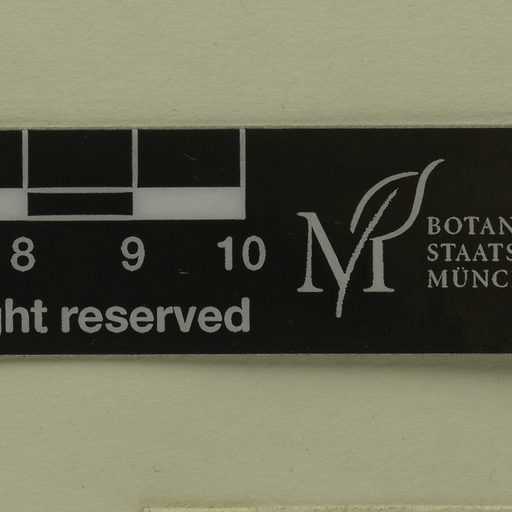 8 9 10
ght reserved
M
BOTAN
STAATS
MÜNC